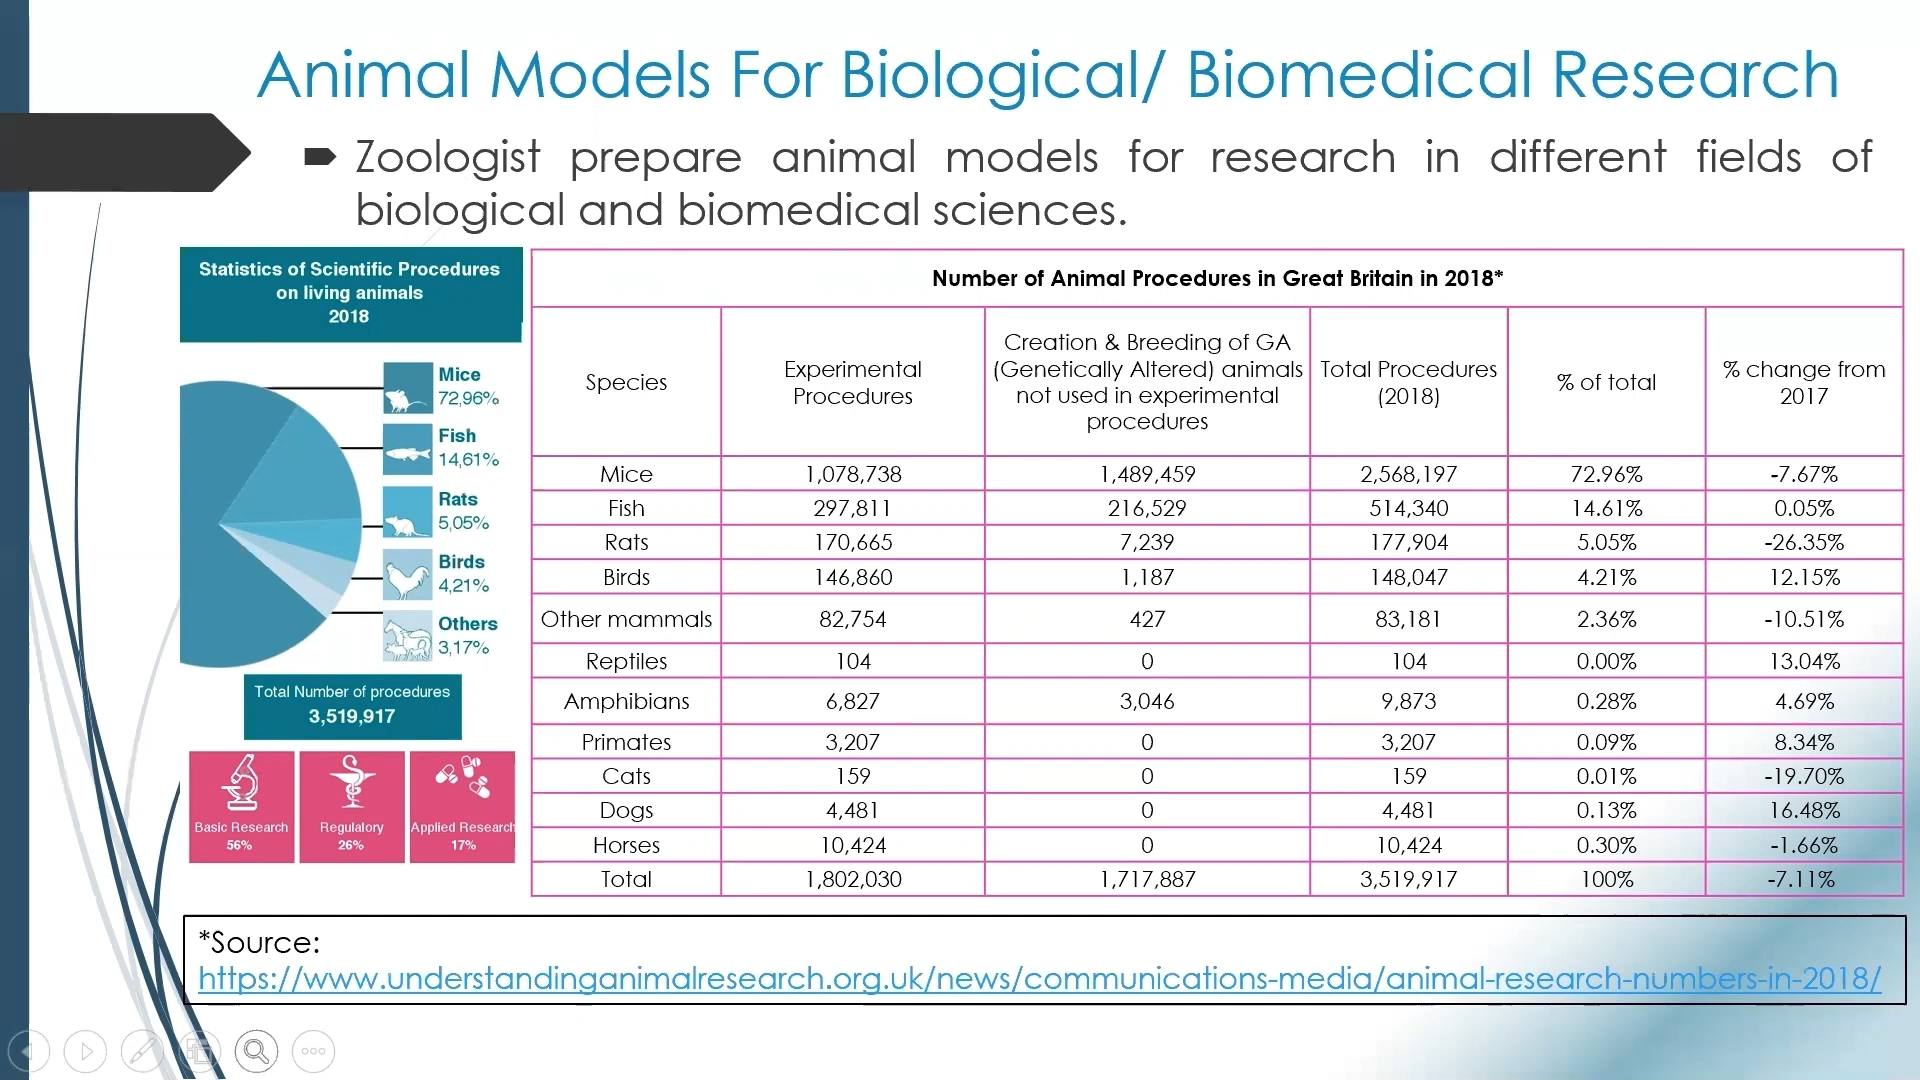 Animal Models For Biological/ Biomedical Research
Zoologist prepare animal models for research in different fields of
biological and biomedical sciences.
Statistics of Scientific Procedures
on living animals
2018
Mice
72,96%
Fish
14,61%
Rats
5,05%
Birds
4,21%
Others
3,17%
Total Number of procedures
3,519,917
Basic Research
56%
Regulatory
26%
Applied Research
17%
Number of Animal Procedures in Great Britain in 2018*
Species
Experimental
Procedures
Creation & Breeding of GA
(Genetically Altered) animals
not used in experimental
procedures
Total Procedures
(2018)
% of total
% change from
2017
Mice 1,078,738 1,489,459 2,568,197 72.96% -7.67%
Fish 297,811 216,529 514,340 14.61% 0.05%
Rats 170,665 7,239 177,904 5.05% -26.35%
Birds 146,860 1,187 148,047 4.21% 12.15%
Other mammals 82,754 427 83,181 2.36% -10.51%
Reptiles 104 0 104 0.00% 13.04%
Amphibians 6,827 3,046 9,873 0.28% 4.69%
Primates 3,207 0 3,207 0.09% 8.34%
Cats 159 0 159 0.01% -19.70%
Dogs 4,481 0 4,481 0.13% 16.48%
Horses 10,424 0 10,424 0.30% -1.66%
Total 1,802,030 1,717,887 3,519,917 100% -7.11%
*Source:
https://www.understandinganimalresearch.org.uk/news/communications-media/animal-research-numbers-in-2018/